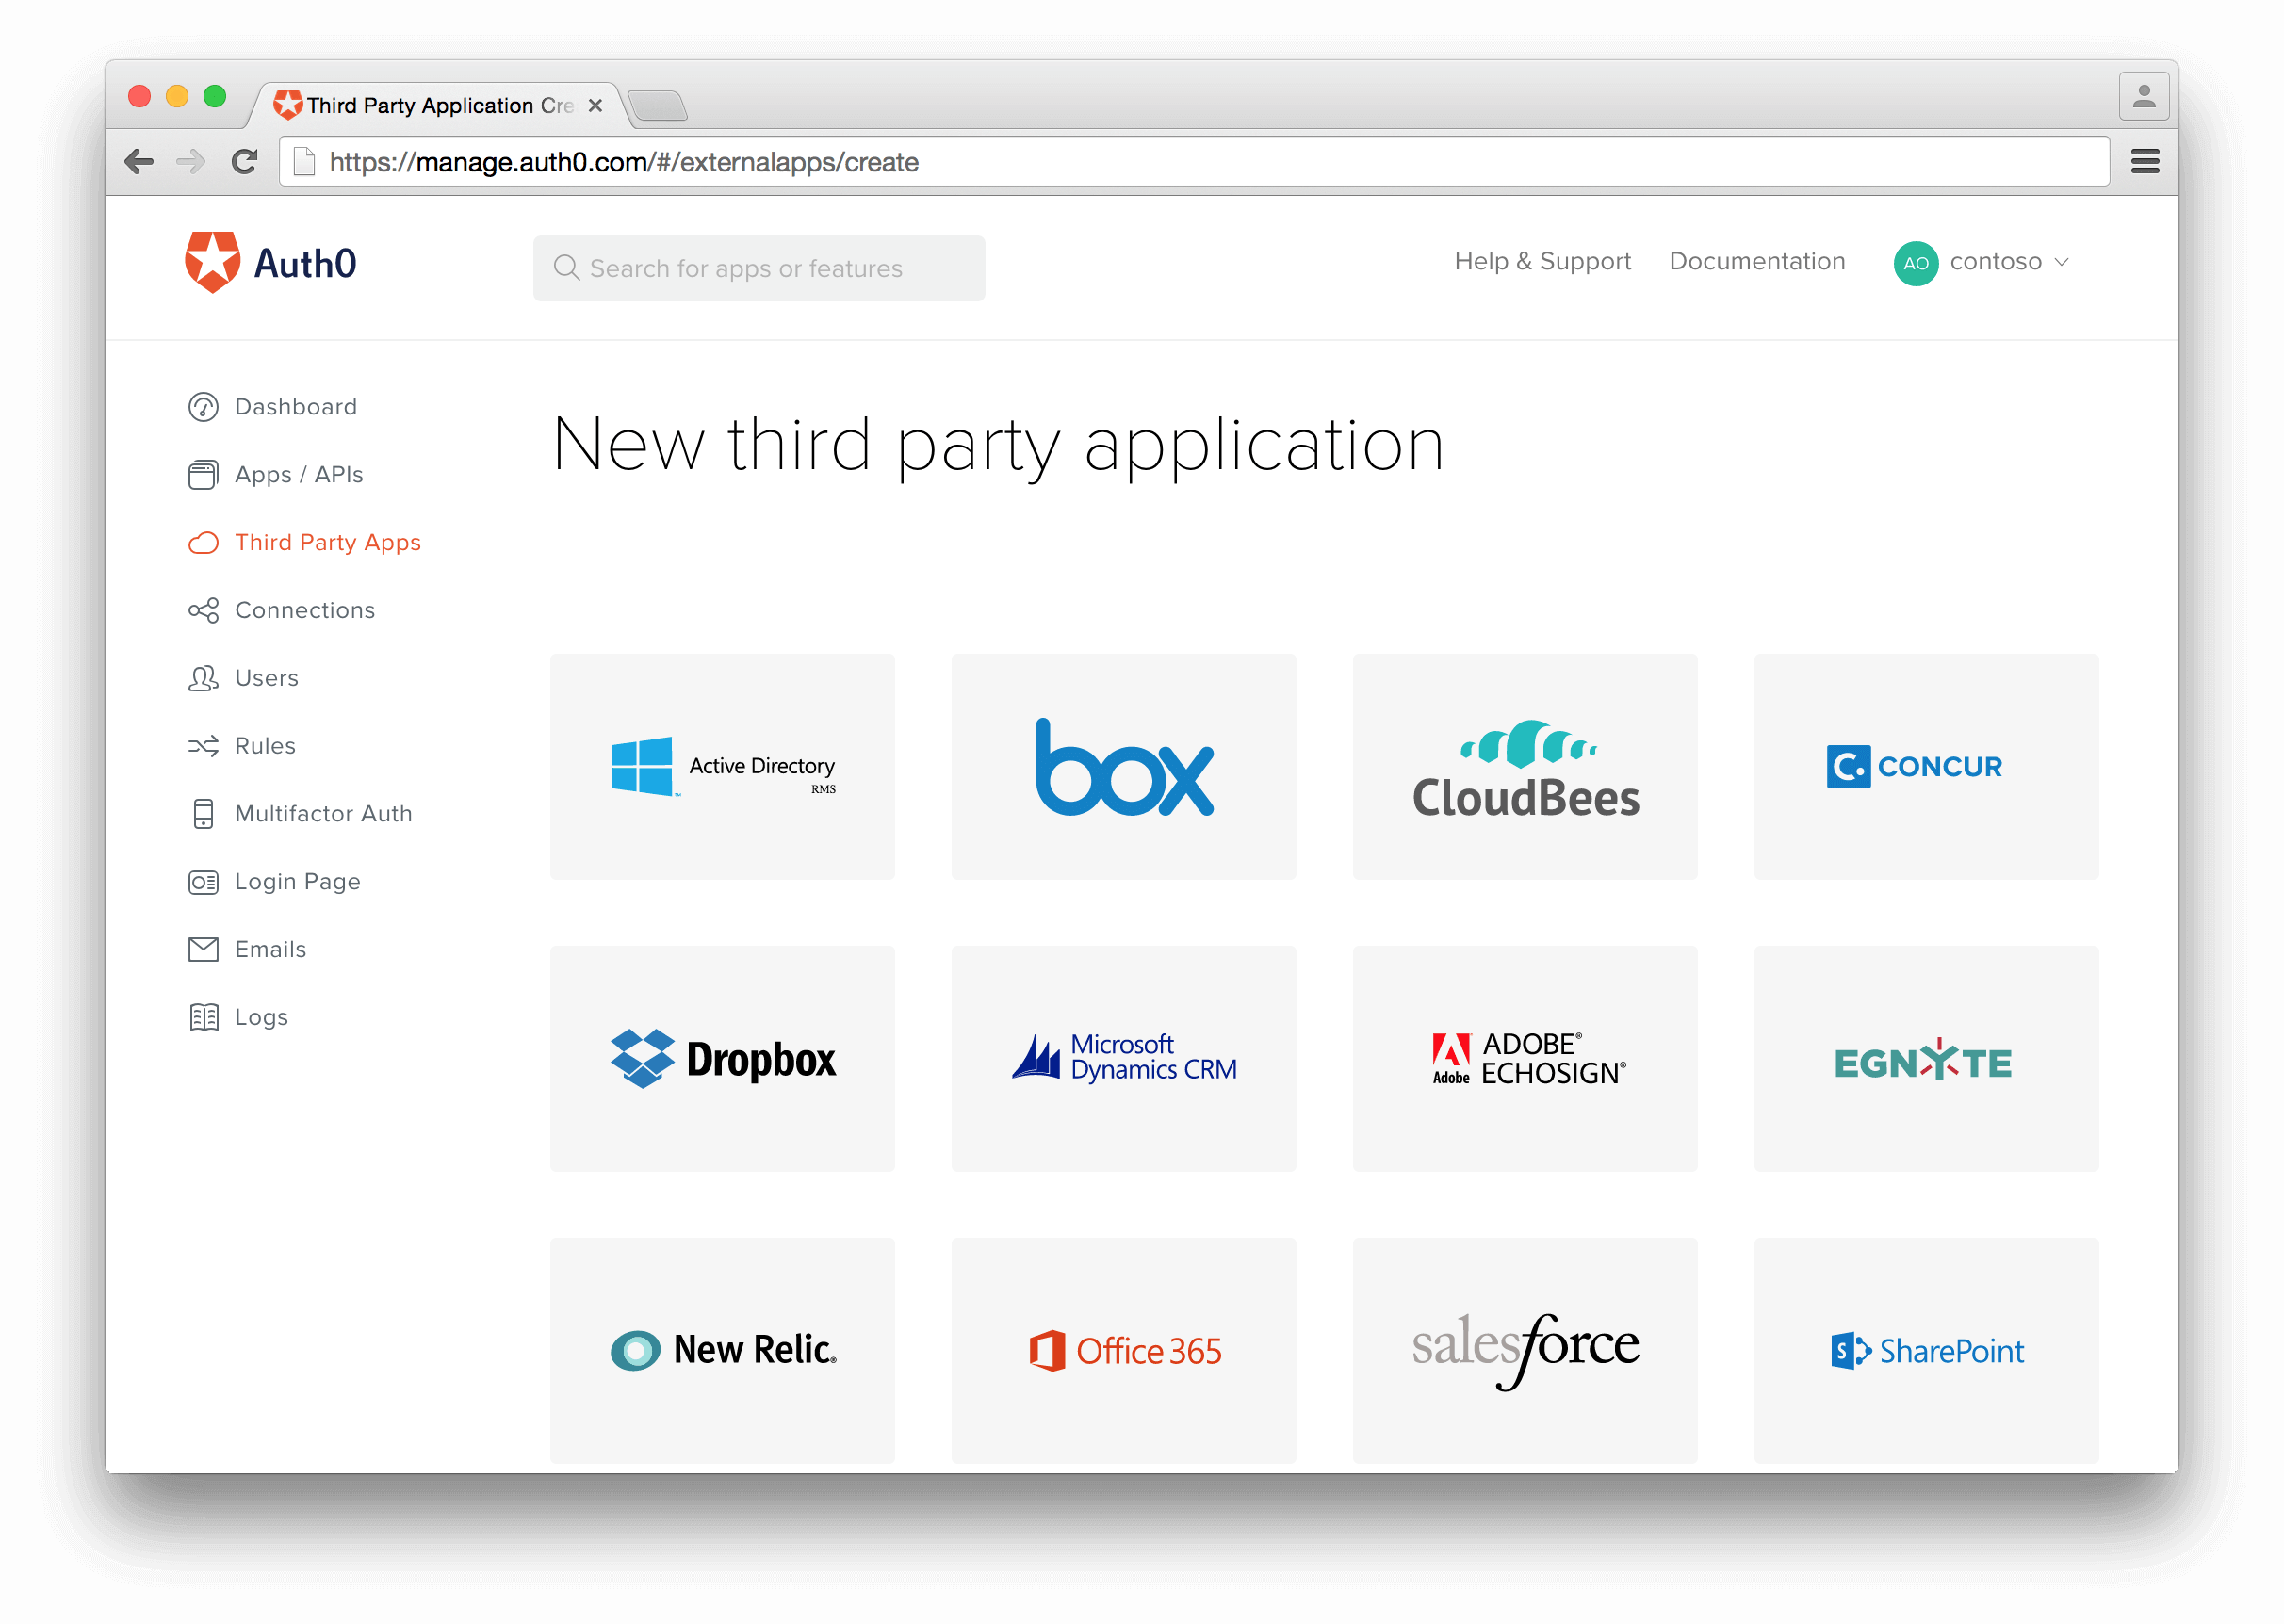 Third Party Application Cre
https://manage.auth0.com/#/externalapps/create
Auth0
Search for apps or features
Help & Support
Documentation
AO
contoso
Dashboard
Apps / APIs
Third Party Apps
Connections
Users
Rules
Multifactor Auth
Login Page
Emails
Logs
New third party application
Active Directory
RMS
box
CloudBees
C.
CONCUR
Dropbox
Microsoft
Dynamics CRM
Adobe
ADOBE®
ECHOSIGN®
EGNYTE
New Relic®
Office 365
salesforce
S
SharePoint